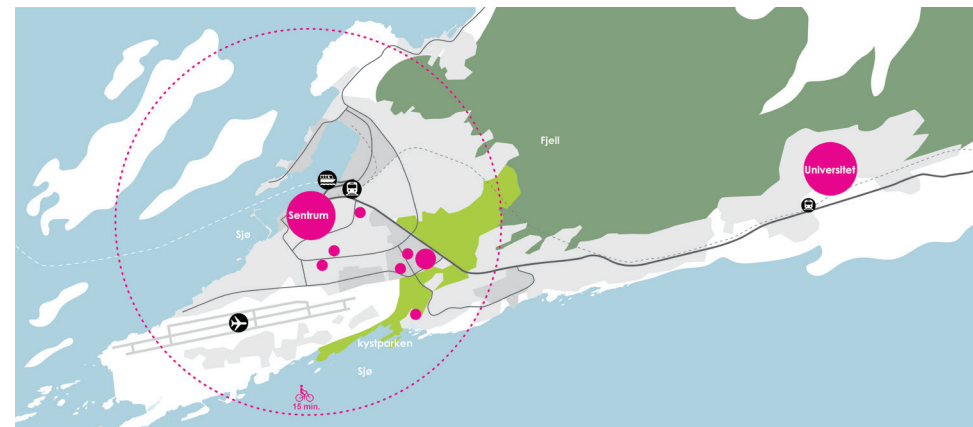 Fjell
Universitet
Sentrum
Sjø
kystparken
Sjø
15 min.